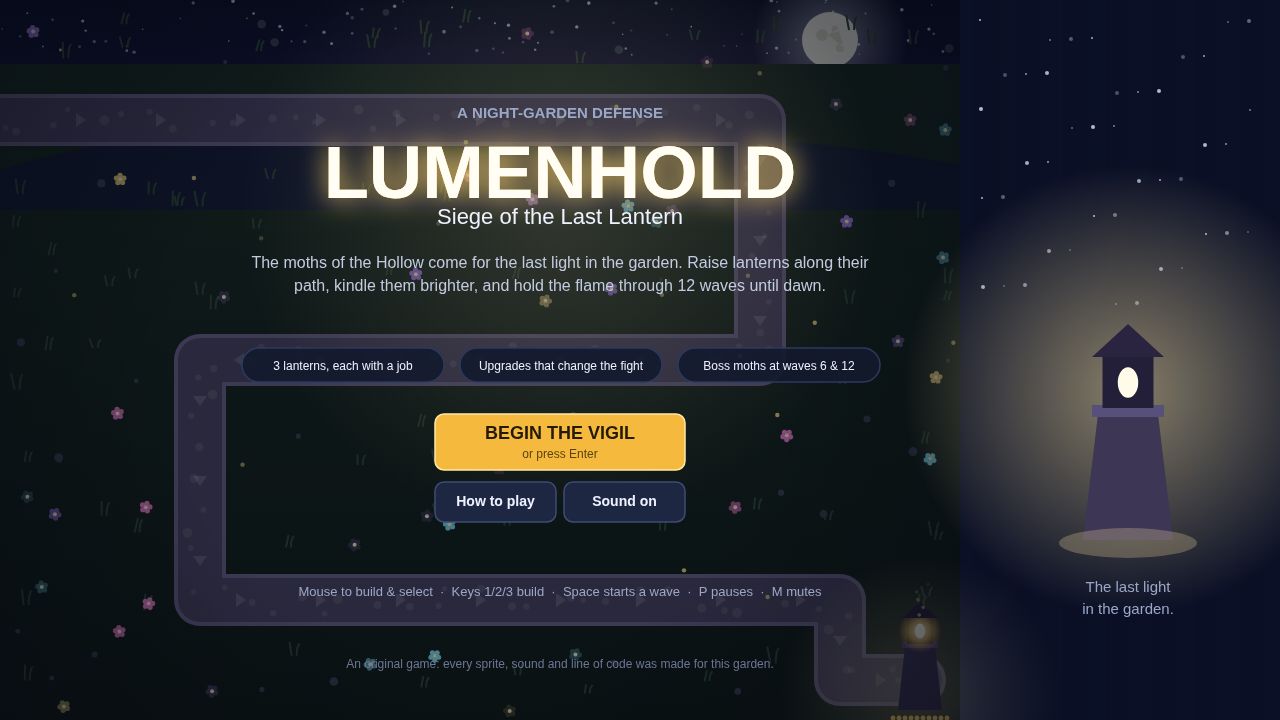 A NIGHT-GARDEN DEFENSE
LUMENHOLD
Siege of the Last Lantern
The moths of the Hollow come for the last light in the garden. Raise lanterns along their
path, kindle them brighter, and hold the flame through 12 waves until dawn.
3 lanterns, each with a job
Upgrades that change the fight
Boss moths at waves 6 & 12
BEGIN THE VIGIL
or press Enter
How to play
Sound on
Mouse to build & select · Keys 1/2/3 build · Space starts a wave · P pauses · M mutes
An original game: every sprite, sound and line of code was made for this garden.
The last light
in the garden.